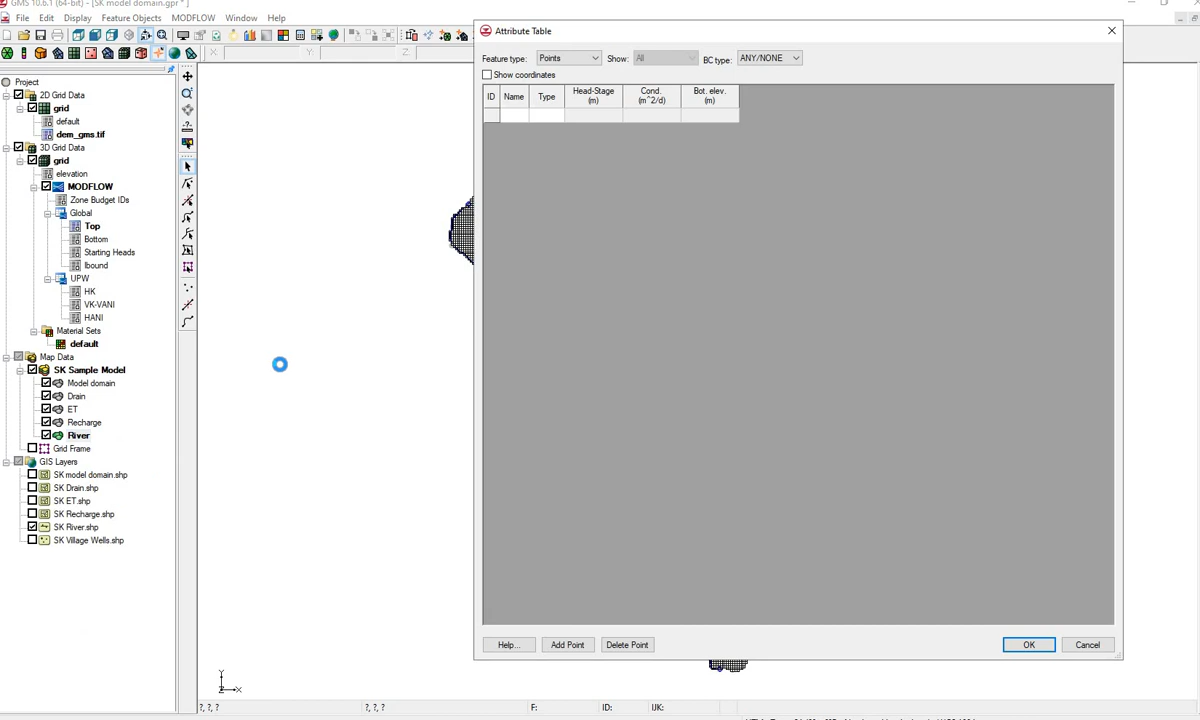 GMS 10.6.1 (64-bit) - [SK model domain.gpr * ]
File Edit Display Feature Objects MODFLOW Window Help
X: Y: Z:
Project
2D Grid Data
grid
default
dem_gms.tif
3D Grid Data
grid
elevation
MODFLOW
Zone Budget IDs
Global
Top
Bottom
Starting Heads
Ibound
UPW
HK
VK-VANI
HANI
Material Sets
default
Map Data
SK Sample Model
Model domain
Drain
ET
Recharge
River
Grid Frame
GIS Layers
SK model domain.shp
SK Drain.shp
SK ET.shp
SK Recharge.shp
SK River.shp
SK Village Wells.shp
Attribute Table
Feature type: Points Show: All BC type: ANY/NONE
Show coordinates
ID Name Type Head-Stage (m) Cond. (m^2/d) Bot. elev. (m)
Help... Add Point Delete Point OK Cancel
Y
Z X
?, ?, ? ?, ?, ? F: ID: IJK: